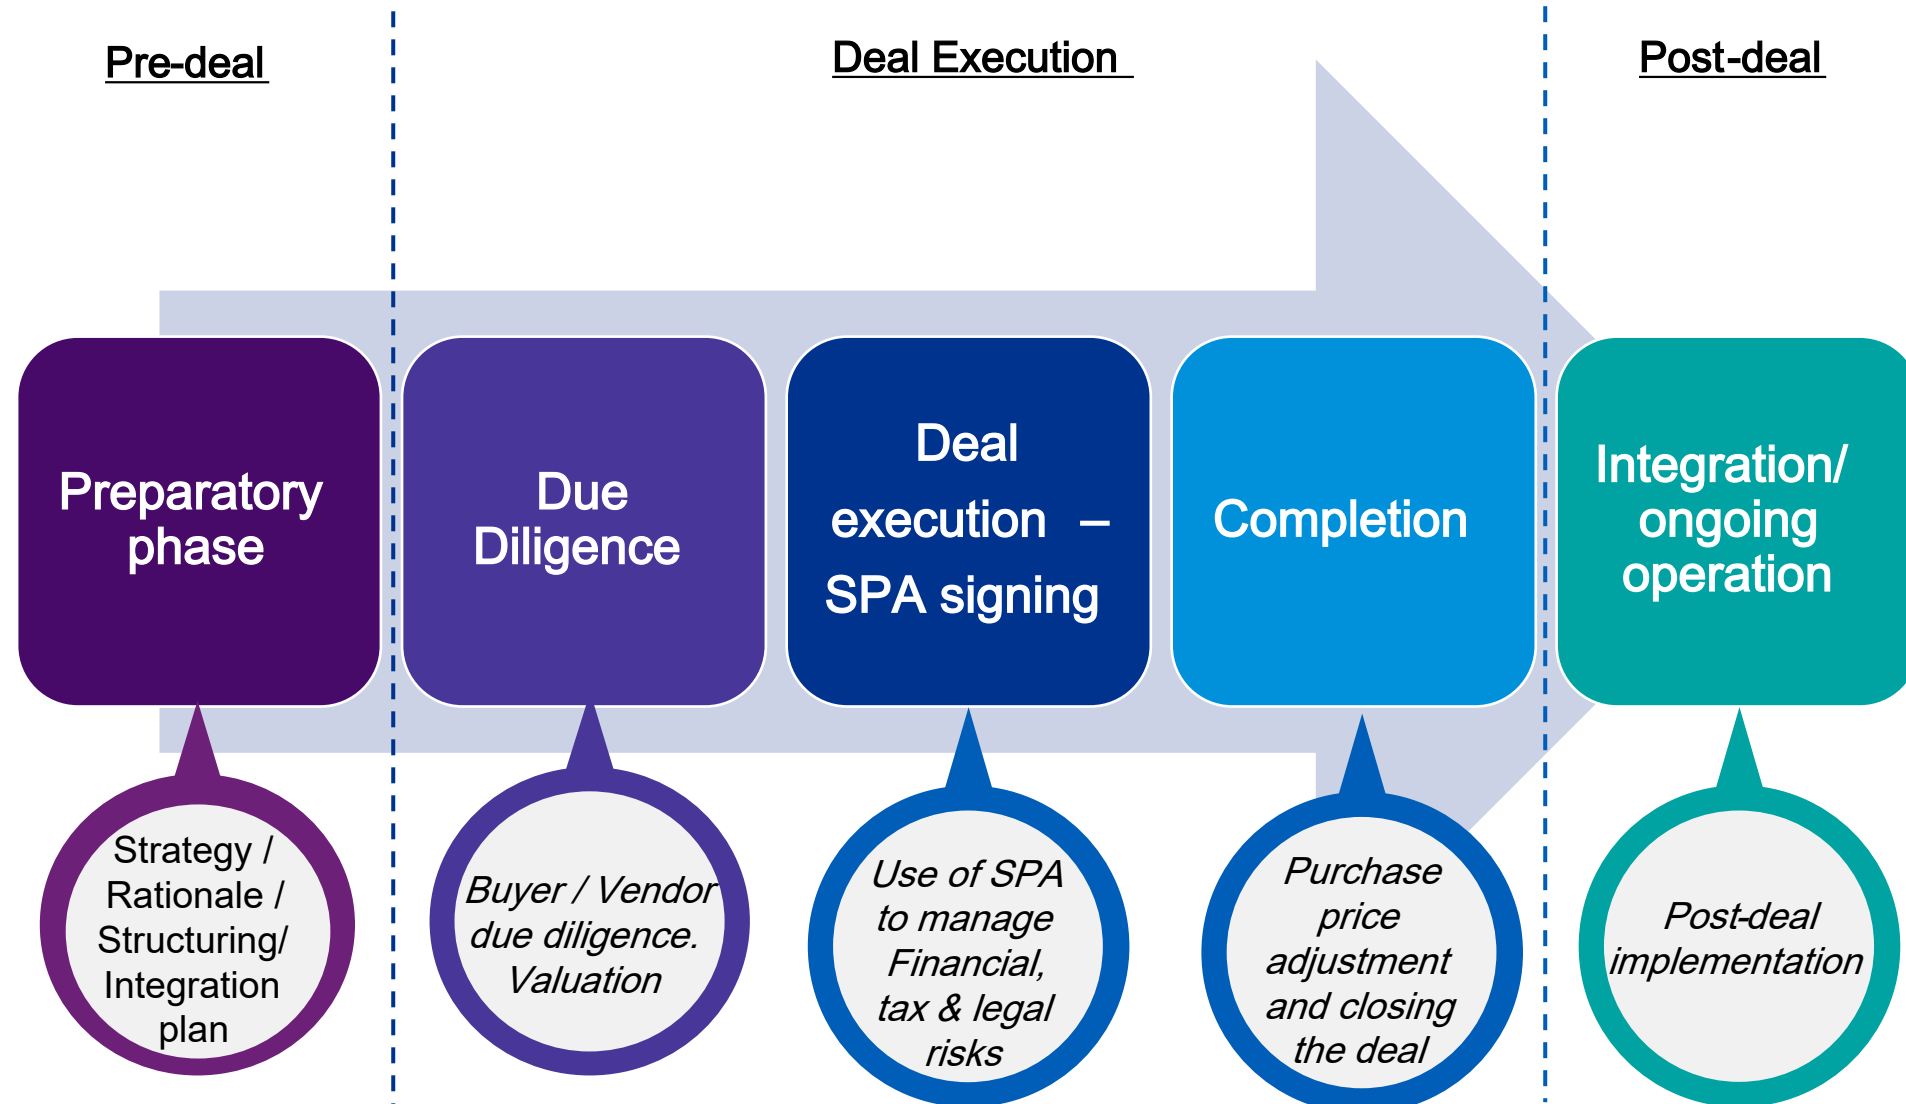 Pre-deal
Deal Execution
Post-deal
Preparatory
phase
Due
Diligence
Deal
execution –
SPA signing
Completion
Integration/
ongoing
operation
Strategy /
Rationale /
Structuring/
Integration
plan
Buyer / Vendor
due diligence.
Valuation
Use of SPA
to manage
Financial,
tax & legal
risks
Purchase
price
adjustment
and closing
the deal
Post-deal
implementation